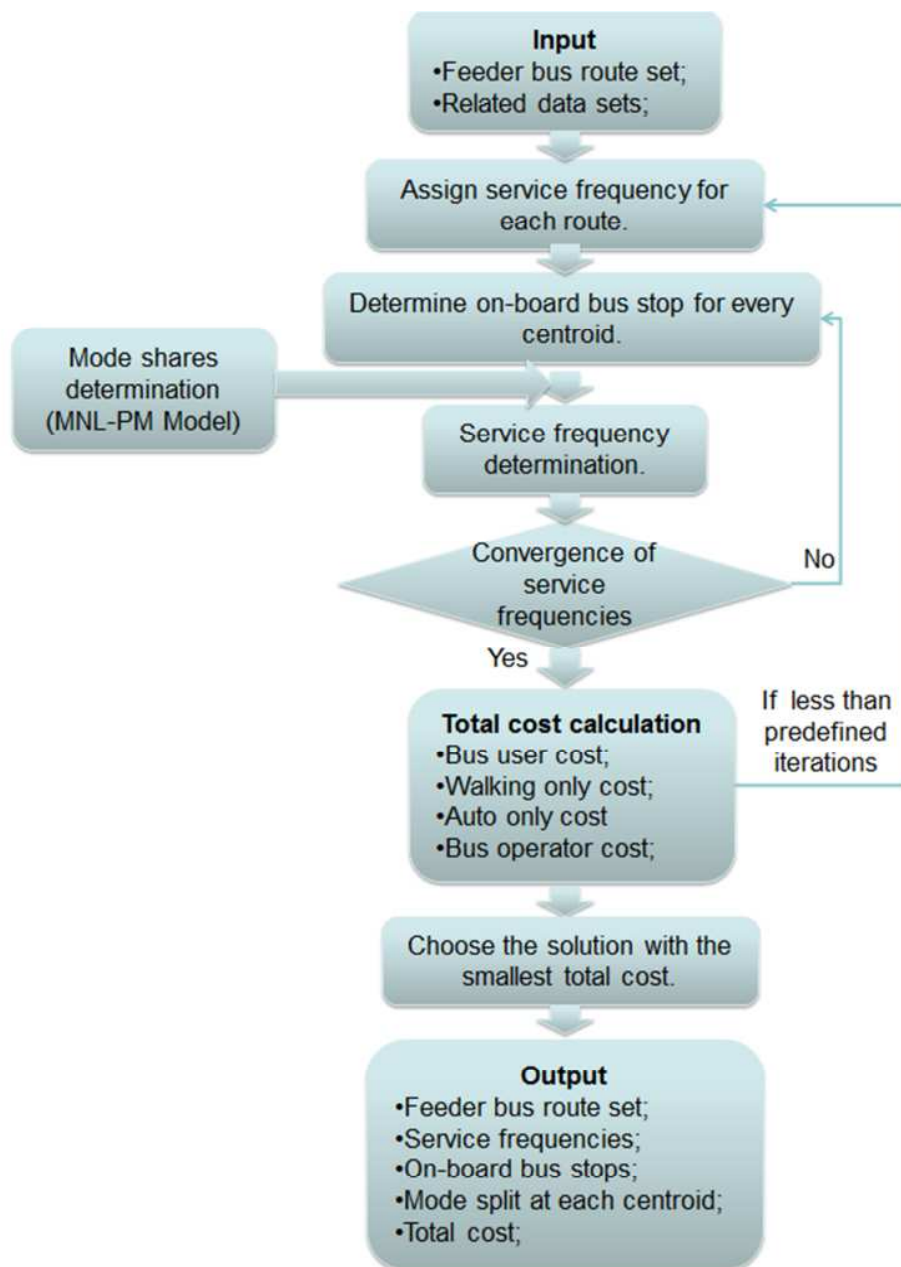 Input
•Feeder bus route set;
•Related data sets;
Assign service frequency for
each route.
Determine on-board bus stop for every
centroid.
Mode shares
determination
(MNL-PM Model)
Service frequency
determination.
Convergence of
service
frequencies
No
Yes
Total cost calculation
•Bus user cost;
•Walking only cost;
•Auto only cost
•Bus operator cost;
If less than
predefined
iterations
Choose the solution with the
smallest total cost.
Output
•Feeder bus route set;
•Service frequencies;
•On-board bus stops;
•Mode split at each centroid;
•Total cost;